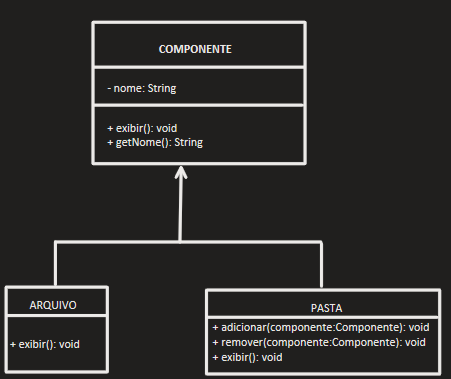 COMPONENTE
- nome: String
+ exibir(): void
+ getNome(): String
ARQUIVO
+ exibir(): void
PASTA
+ adicionar(componente:Componente): void
+ remover(componente:Componente): void
+ exibir(): void